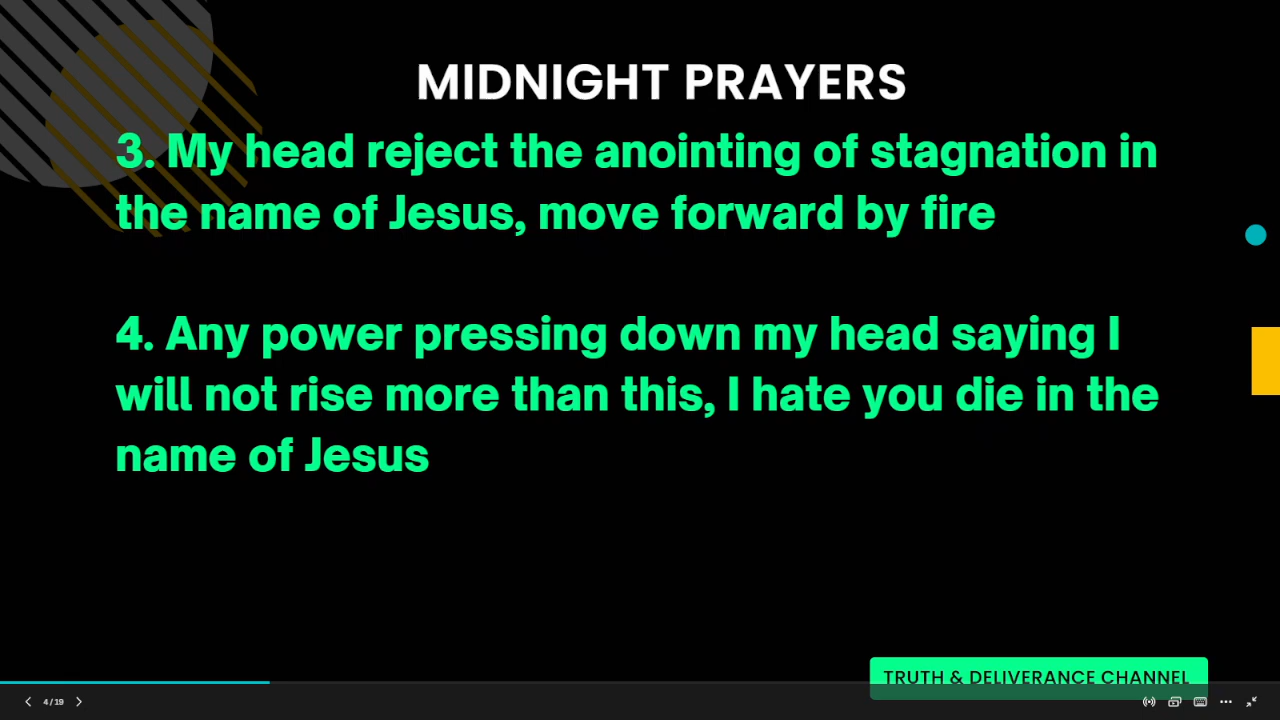 MIDNIGHT PRAYERS
3. My head reject the anointing of stagnation in
the name of Jesus, move forward by fire
4. Any power pressing down my head saying I
will not rise more than this, I hate you die in the
name of Jesus
TRUTH & DELIVERANCE CHANNEL
4 / 19